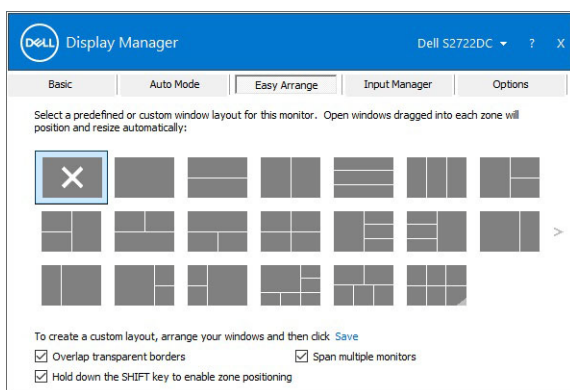 DELL Display Manager Dell S2722DC ? X
Basic Auto Mode Easy Arrange Input Manager Options
Select a predefined or custom window layout for this monitor. Open windows dragged into each zone will
position and resize automatically:
To create a custom layout, arrange your windows and then click Save
Overlap transparent borders Span multiple monitors
Hold down the SHIFT key to enable zone positioning